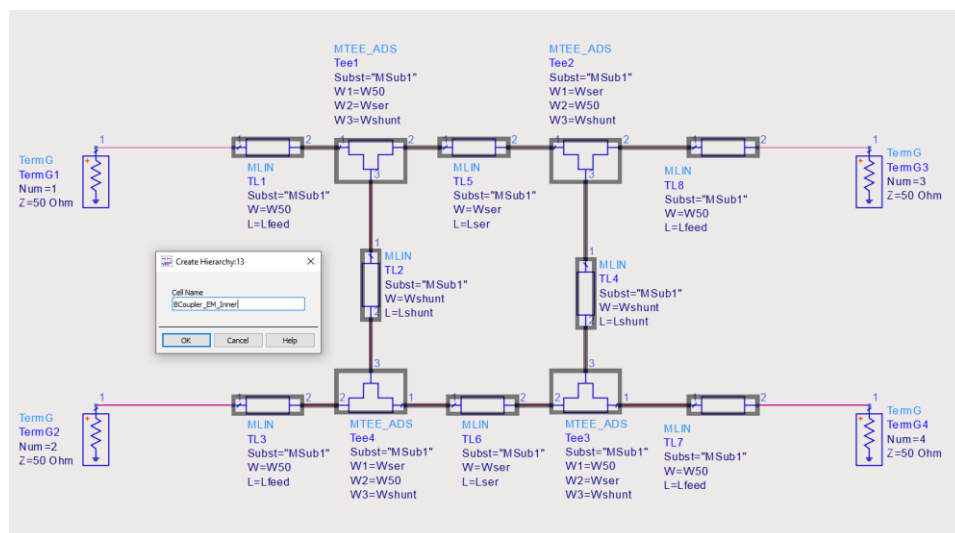 MTEE_ADS
Tee1
Subst="MSub1"
W1=W50
W2=Wser
W3=Wshunt
MTEE_ADS
Tee2
Subst="MSub1"
W1=Wser
W2=W50
W3=Wshunt
1
TermG
TermG1
Num=1
Z=50 Ohm
1
2
MLIN
TL1
Subst="MSub1"
W=W50
L=Lfeed
1
2
3
1
2
MLIN
TL5
Subst="MSub1"
W=Wser
L=Lser
1
2
3
1
2
MLIN
TL8
Subst="MSub1"
W=W50
L=Lfeed
1
TermG
TermG3
Num=3
Z=50 Ohm
Create Hierarchy:13
Cell Name
BCoupler_EM_Inner
OK
Cancel
Help
1
MLIN
TL2
Subst="MSub1"
W=Wshunt
2
L=Lshunt
1
MLIN
TL4
Subst="MSub1"
W=Wshunt
2
L=Lshunt
1
TermG
TermG2
Num=2
Z=50 Ohm
1
2
MLIN
TL3
Subst="MSub1"
W=W50
L=Lfeed
3
2
1
MTEE_ADS
Tee4
Subst="MSub1"
W1=Wser
W2=W50
W3=Wshunt
1
2
MLIN
TL6
Subst="MSub1"
W=Wser
L=Lser
3
2
1
MTEE_ADS
Tee3
Subst="MSub1"
W1=W50
W2=Wser
W3=Wshunt
1
2
MLIN
TL7
Subst="MSub1"
W=W50
L=Lfeed
1
TermG
TermG4
Num=4
Z=50 Ohm